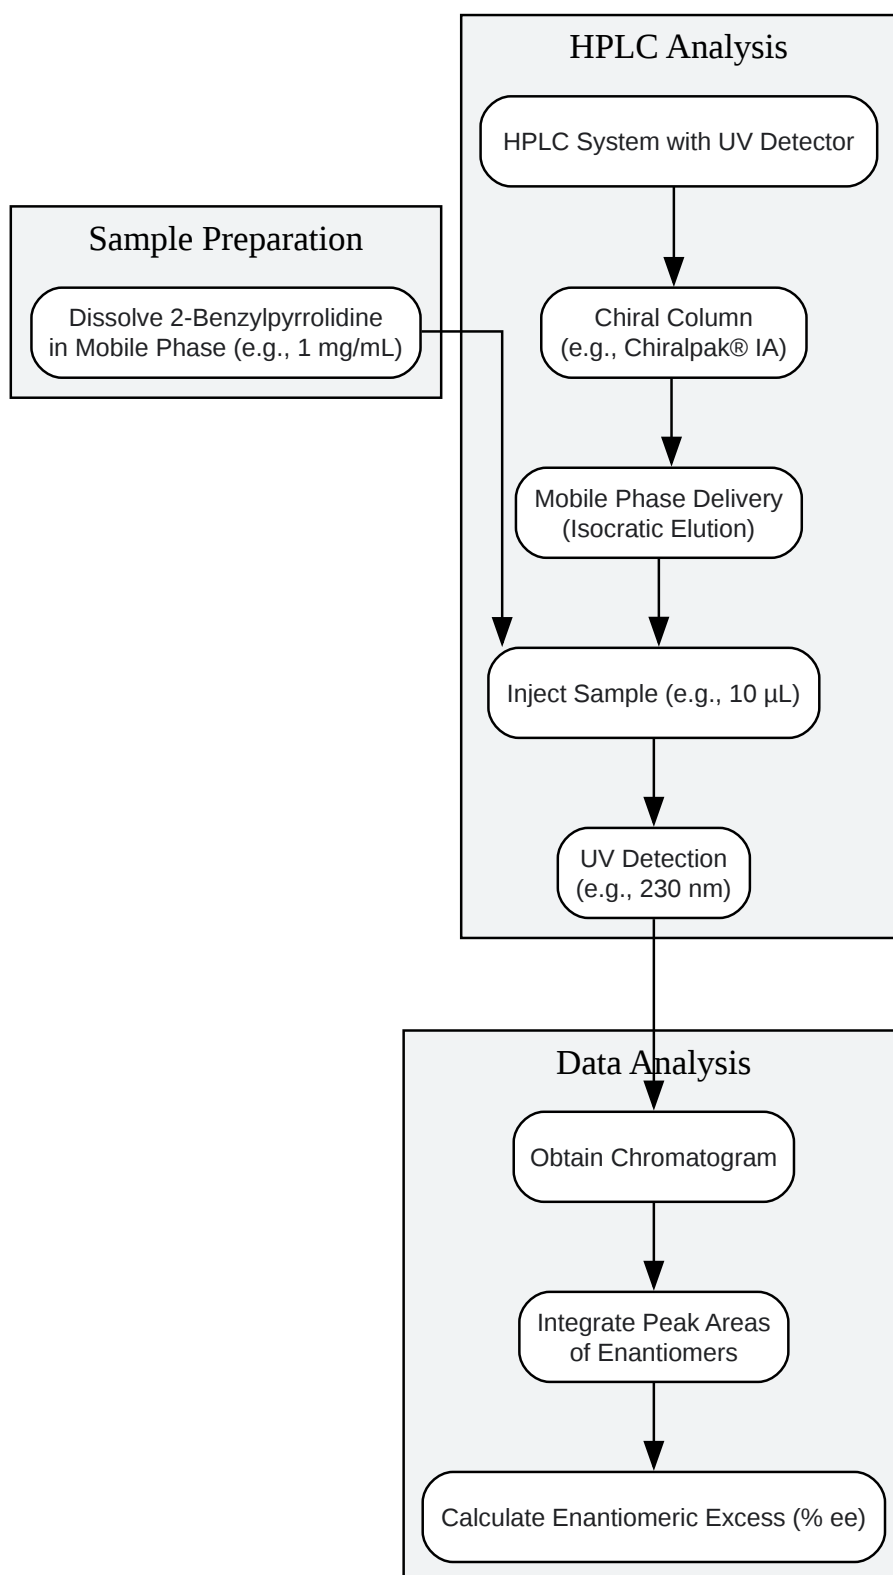 HPLC Analysis
HPLC System with UV Detector
Sample Preparation
Dissolve 2-Benzylpyrrolidine
in Mobile Phase (e.g., 1 mg/mL)
Chiral Column
(e.g., Chiralpak® IA)
Mobile Phase Delivery
(Isocratic Elution)
Inject Sample (e.g., 10 µL)
UV Detection
(e.g., 230 nm)
Data Analysis
Obtain Chromatogram
Integrate Peak Areas
of Enantiomers
Calculate Enantiomeric Excess (% ee)